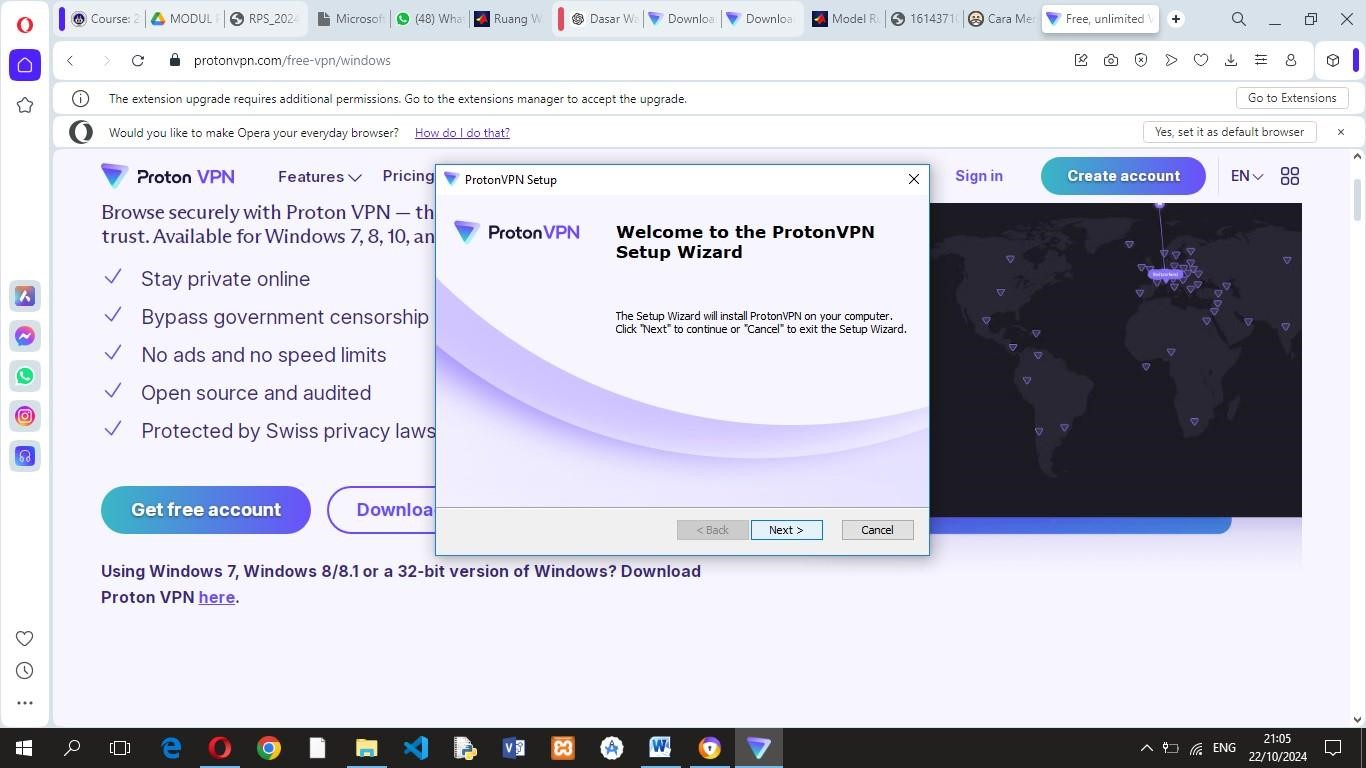 Course: 2
MODUL P
RPS_2024
Microsof
(48) Wha
Ruang W
Dasar Wa
Downloa
Downloa
Model Ru
1614371
Cara Me
Free, unlimited V
protonvpn.com/free-vpn/windows
The extension upgrade requires additional permissions. Go to the extensions manager to accept the upgrade.
Go to Extensions
Would you like to make Opera your everyday browser?
How do I do that?
Yes, set it as default browser
Proton VPN
Features
Pricing
Sign in
Create account
EN
Browse securely with Proton VPN — th
trust. Available for Windows 7, 8, 10, an
Stay private online
Bypass government censorship
No ads and no speed limits
Open source and audited
Protected by Swiss privacy laws
Get free account
Downloa
Using Windows 7, Windows 8/8.1 or a 32-bit version of Windows? Download
Proton VPN here.
ProtonVPN Setup
ProtonVPN
Welcome to the ProtonVPN
Setup Wizard
The Setup Wizard will install ProtonVPN on your computer.
Click "Next" to continue or "Cancel" to exit the Setup Wizard.
< Back
Next >
Cancel
Switzerland
ENG
21:05
22/10/2024